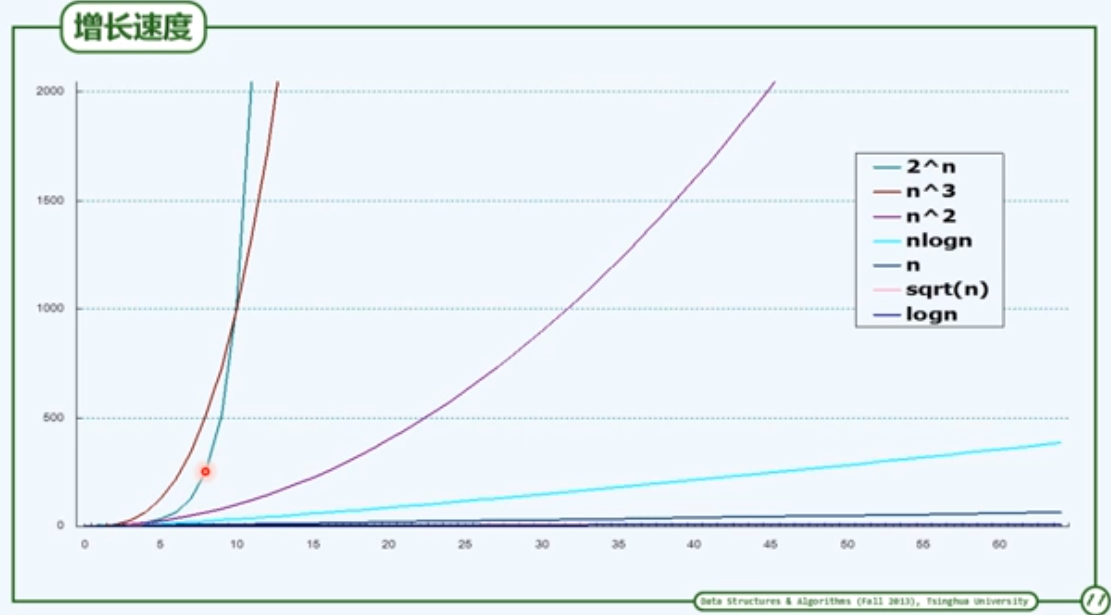 增长速度
2000
1500
1000
500
0
2^n
n^3
n^2
nlogn
n
sqrt(n)
logn
0 5 10 15 20 25 30 35 40 45 50 55 60
Data Structures & Algorithms (Fall 2013), Tsinghua University